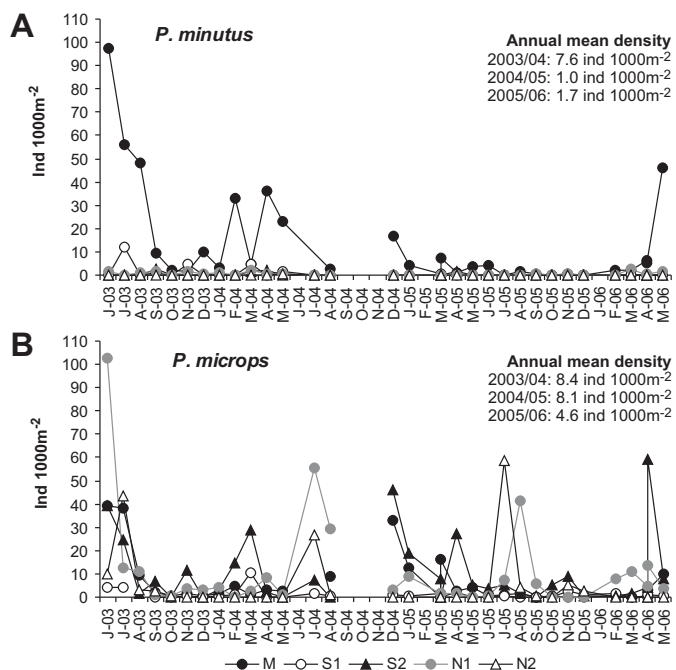 A
P. minutus
Annual mean density
2003/04: 7.6 ind 1000m-2
2004/05: 1.0 ind 1000m-2
2005/06: 1.7 ind 1000m-2
Ind 1000m-2
110
100
90
80
70
60
50
40
30
20
10
0
J-03 J-03 A-03 S-03 O-03 N-03 D-03 J-04 F-04 M-04 A-04 M-04 J-04 J-04 A-04 S-04 O-04 N-04 D-04 J-05 F-05 M-05 A-05 M-05 J-05 J-05 A-05 S-05 O-05 N-05 D-05 J-06 F-06 M-06 A-06 M-06
B
P. microps
Annual mean density
2003/04: 8.4 ind 1000m-2
2004/05: 8.1 ind 1000m-2
2005/06: 4.6 ind 1000m-2
Ind 1000m-2
110
100
90
80
70
60
50
40
30
20
10
0
J-03 J-03 A-03 S-03 O-03 N-03 D-03 J-04 F-04 M-04 A-04 M-04 J-04 J-04 A-04 S-04 O-04 N-04 D-04 J-05 F-05 M-05 A-05 M-05 J-05 J-05 A-05 S-05 O-05 N-05 D-05 J-06 F-06 M-06 A-06 M-06
M S1 S2 N1 N2